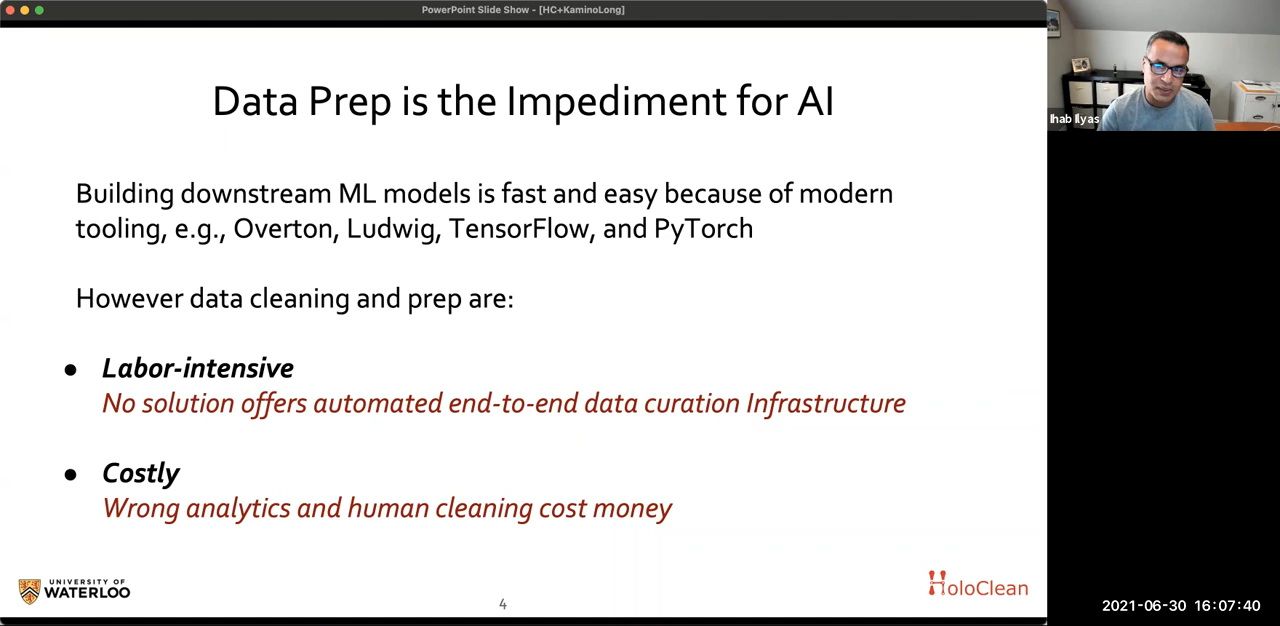 PowerPoint Slide Show - [HC+KaminoLong]
Data Prep is the Impediment for AI
Building downstream ML models is fast and easy because of modern
tooling, e.g., Overton, Ludwig, TensorFlow, and PyTorch
However data cleaning and prep are:
● Labor-intensive
No solution offers automated end-to-end data curation Infrastructure
● Costly
Wrong analytics and human cleaning cost money
UNIVERSITY OF
WATERLOO
4
HoloClean
Ihab Ilyas
2021-06-30 16:07:40